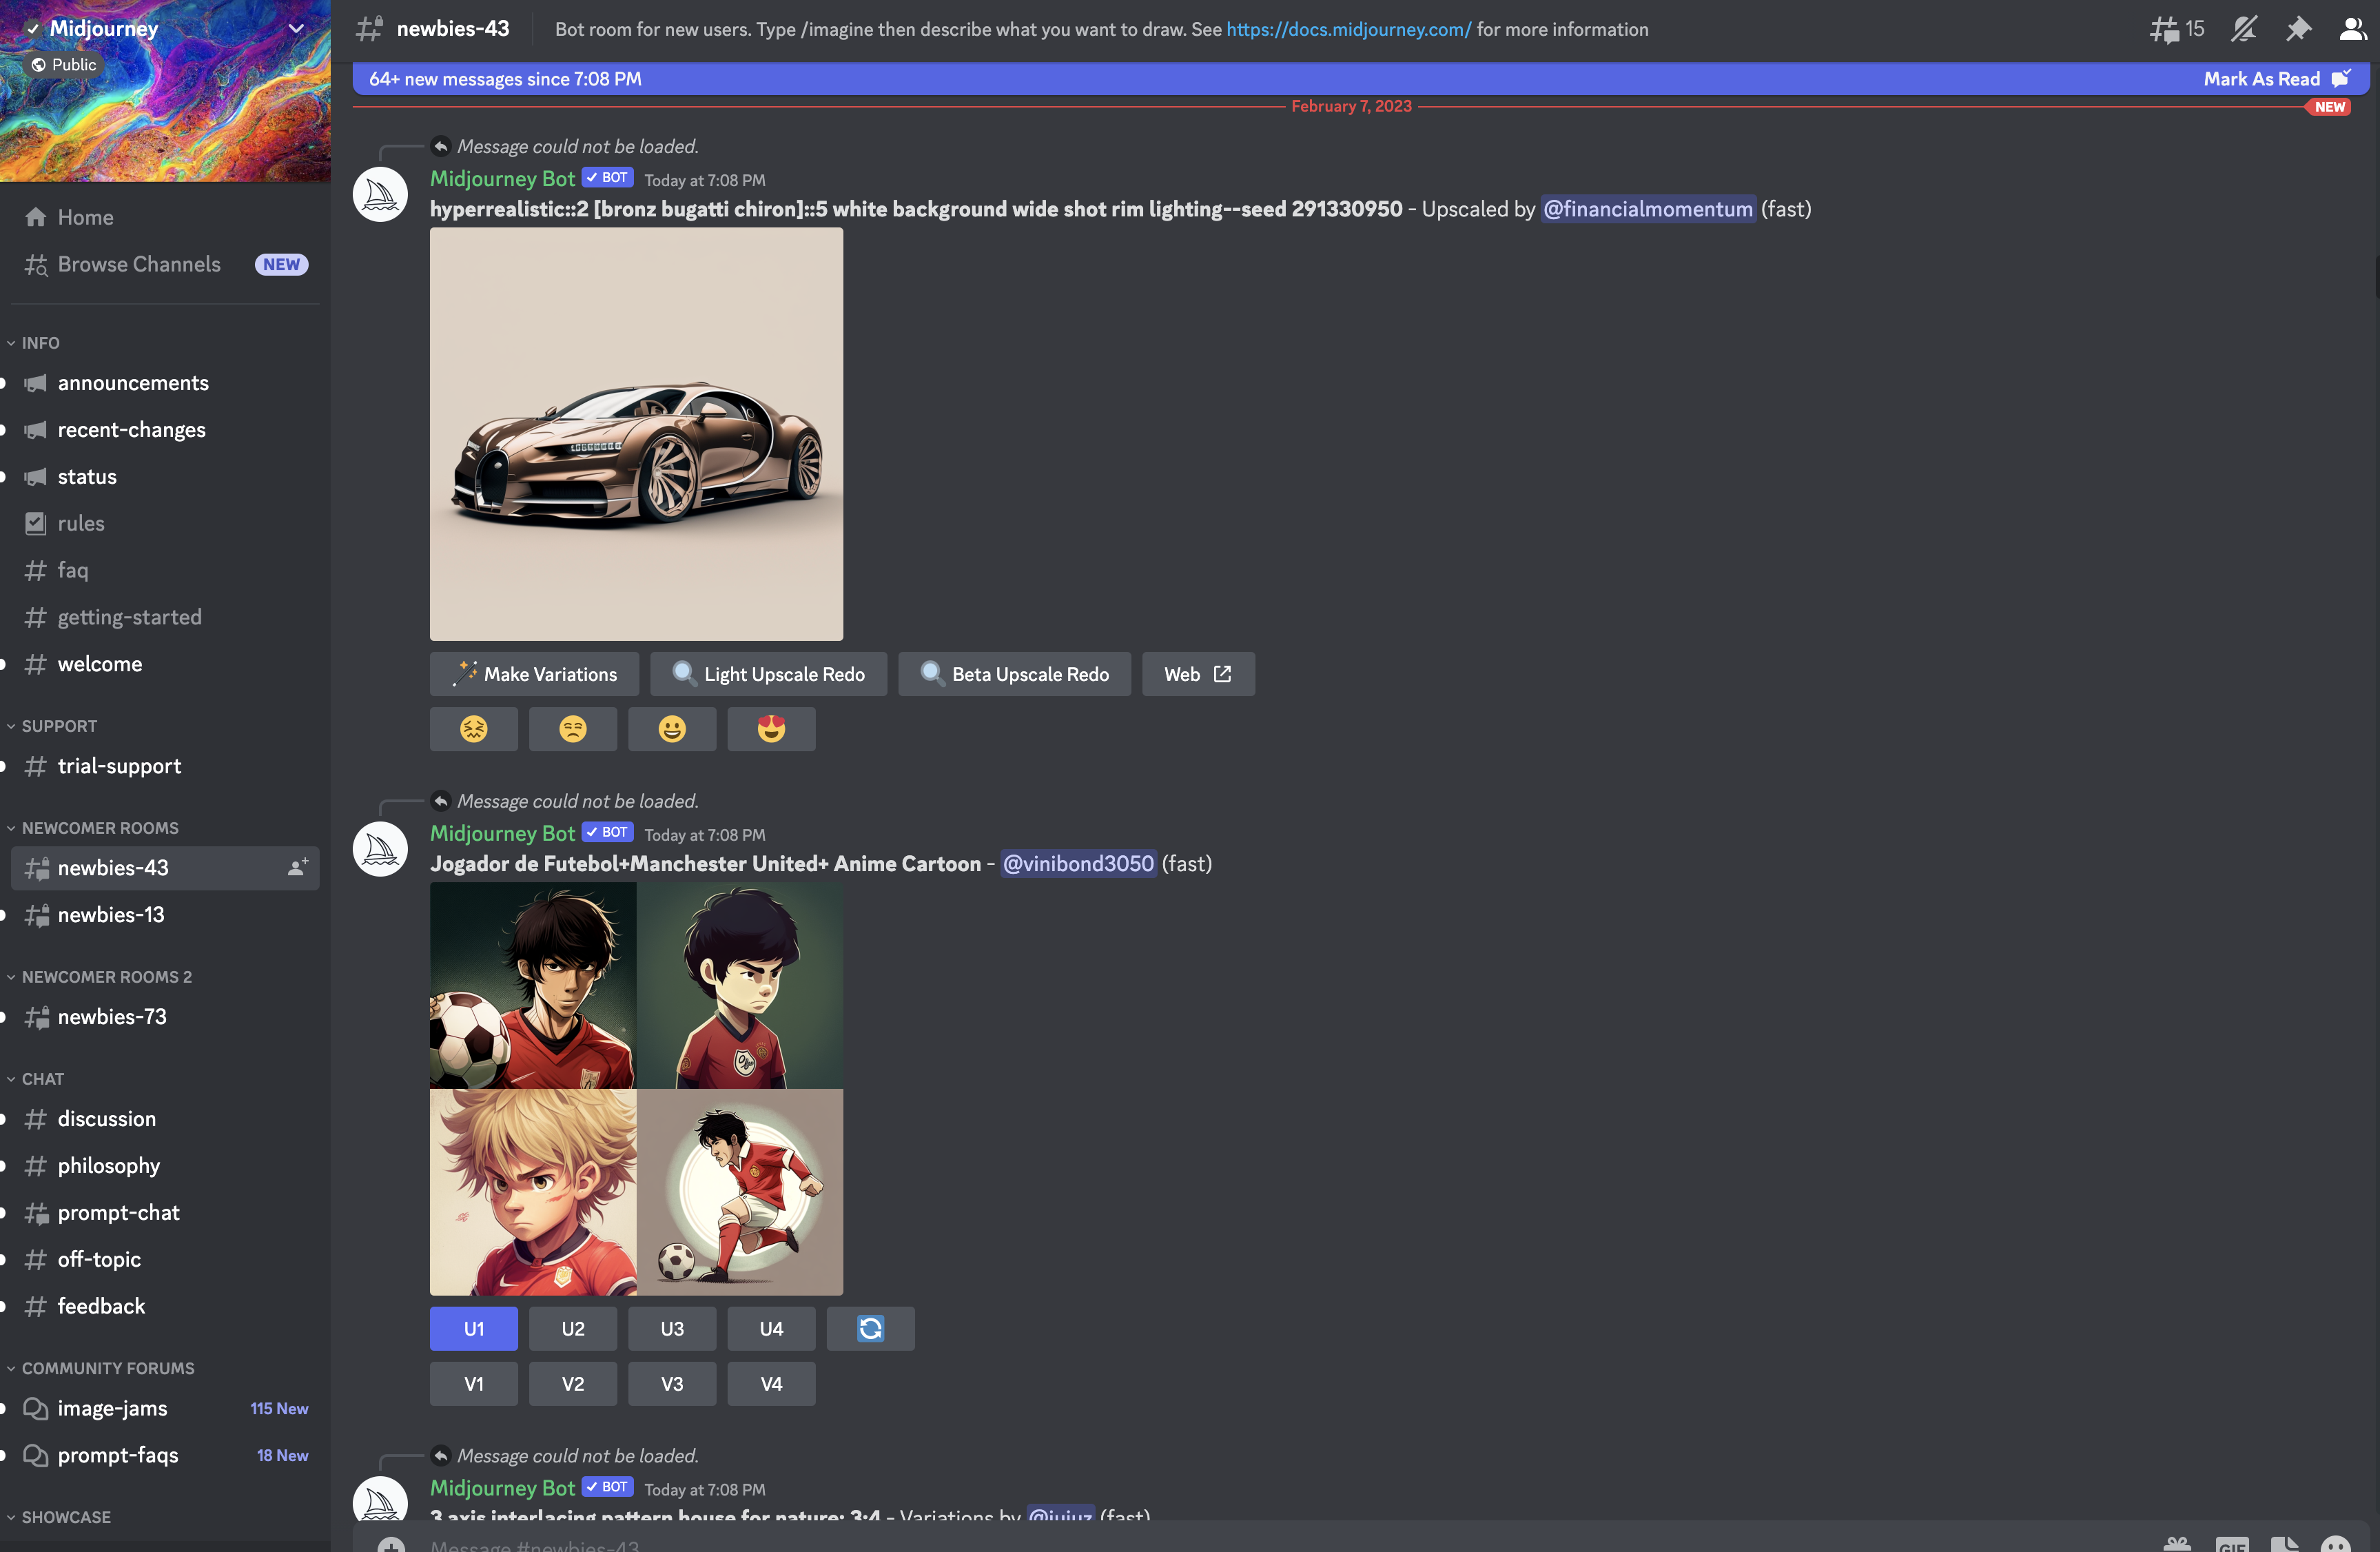 Midjourney
Public
Home
Browse Channels NEW
INFO
announcements
recent-changes
status
rules
faq
getting-started
welcome
SUPPORT
trial-support
NEWCOMER ROOMS
newbies-43
newbies-13
NEWCOMER ROOMS 2
newbies-73
CHAT
discussion
philosophy
prompt-chat
off-topic
feedback
COMMUNITY FORUMS
image-jams 115 New
prompt-faqs 18 New
SHOWCASE
newbies-43 Bot room for new users. Type /imagine then describe what you want to draw. See https://docs.midjourney.com/ for more information 15
64+ new messages since 7:08 PM Mark As Read
February 7, 2023 NEW
Message could not be loaded.
Midjourney Bot BOT Today at 7:08 PM
hyperrealistic::2 [bronz bugatti chiron]::5 white background wide shot rim lighting--seed 291330950 - Upscaled by @financialmomentum (fast)
Make Variations Light Upscale Redo Beta Upscale Redo Web
Message could not be loaded.
Midjourney Bot BOT Today at 7:08 PM
Jogador de Futebol+Manchester United+ Anime Cartoon - @vinibond3050 (fast)
U1 U2 U3 U4
V1 V2 V3 V4
Message could not be loaded.
Midjourney Bot BOT Today at 7:08 PM
3 axis interlacing pattern house for nature: 3:4 - Variations by @jujuz (fast)
Message #newbies-43
GIF